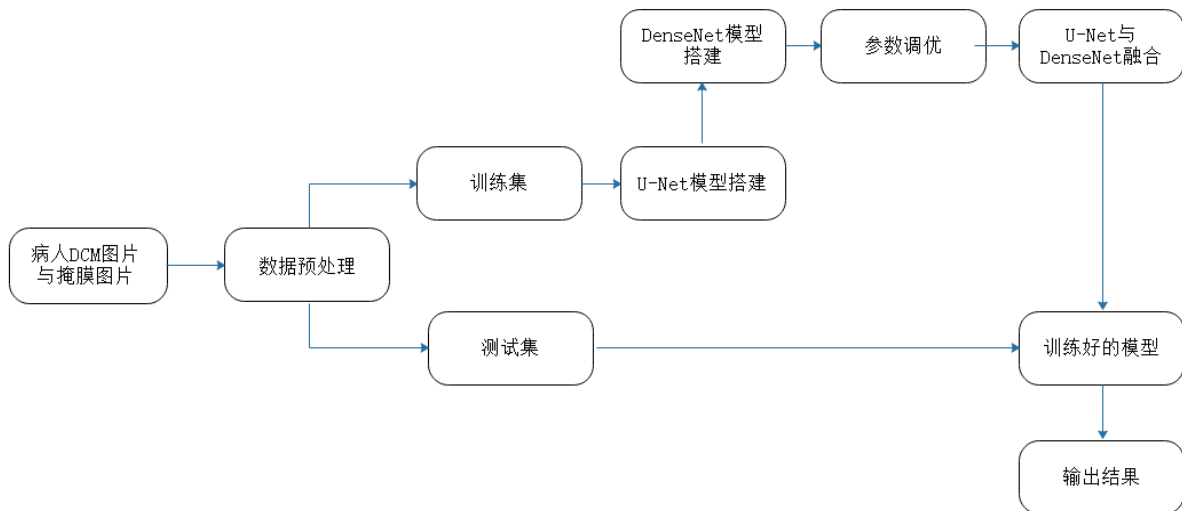 DenseNet模型
搭建
参数调优
U-Net与
DenseNet融合
训练集
U-Net模型搭建
病人DCM图片
与掩膜图片
数据预处理
测试集
训练好的模型
输出结果